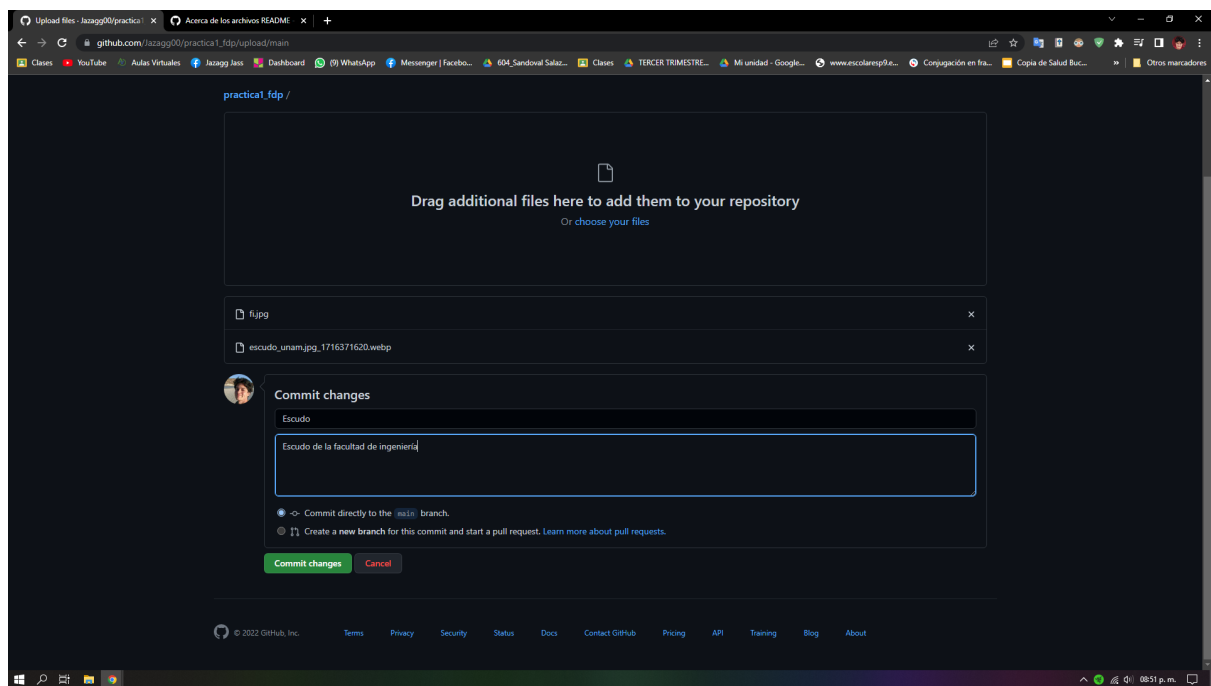 Upload files · Jazagg00/practica1
Acerca de los archivos README
github.com/Jazagg00/practica1_fdp/upload/main
Clases YouTube Aulas Virtuales Jazagg Jass Dashboard (9) WhatsApp Messenger | Facebo... 604_Sandoval Salaz... Clases TERCER TRIMESTRE... Mi unidad - Google... www.escolaresp9.e... Conjugación en fra... Copia de Salud Buc... » Otros marcadores
practica1_fdp /
Drag additional files here to add them to your repository
Or choose your files
fi.jpg
escudo_unam.jpg_1716371620.webp
Commit changes
Escudo
Escudo de la facultad de ingeniería
Commit directly to the main branch.
Create a new branch for this commit and start a pull request. Learn more about pull requests.
Commit changes Cancel
© 2022 GitHub, Inc. Terms Privacy Security Status Docs Contact GitHub Pricing API Training Blog About
08:51 p. m.